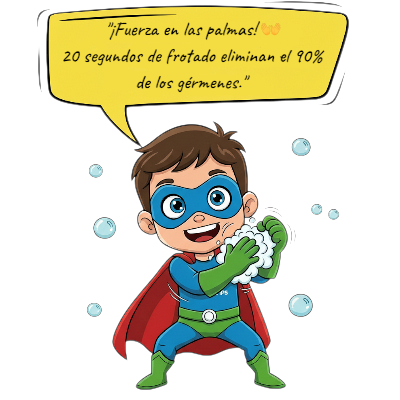 "¡Fuerza en las palmas!👐
20 segundos de frotado eliminan el 90%
de los gérmenes."